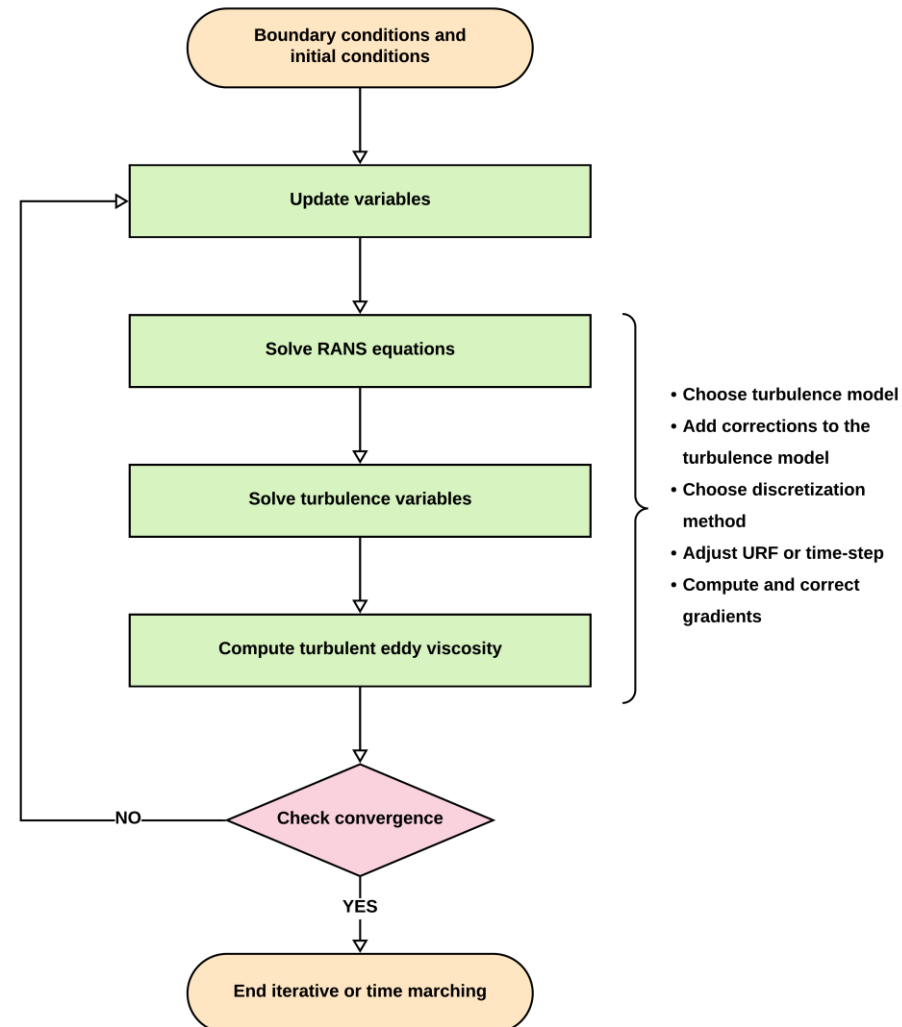 Boundary conditions and
initial conditions
Update variables
Solve RANS equations
Solve turbulence variables
Compute turbulent eddy viscosity
• Choose turbulence model
• Add corrections to the
turbulence model
• Choose discretization
method
• Adjust URF or time-step
• Compute and correct
gradients
Check convergence
NO
YES
End iterative or time marching